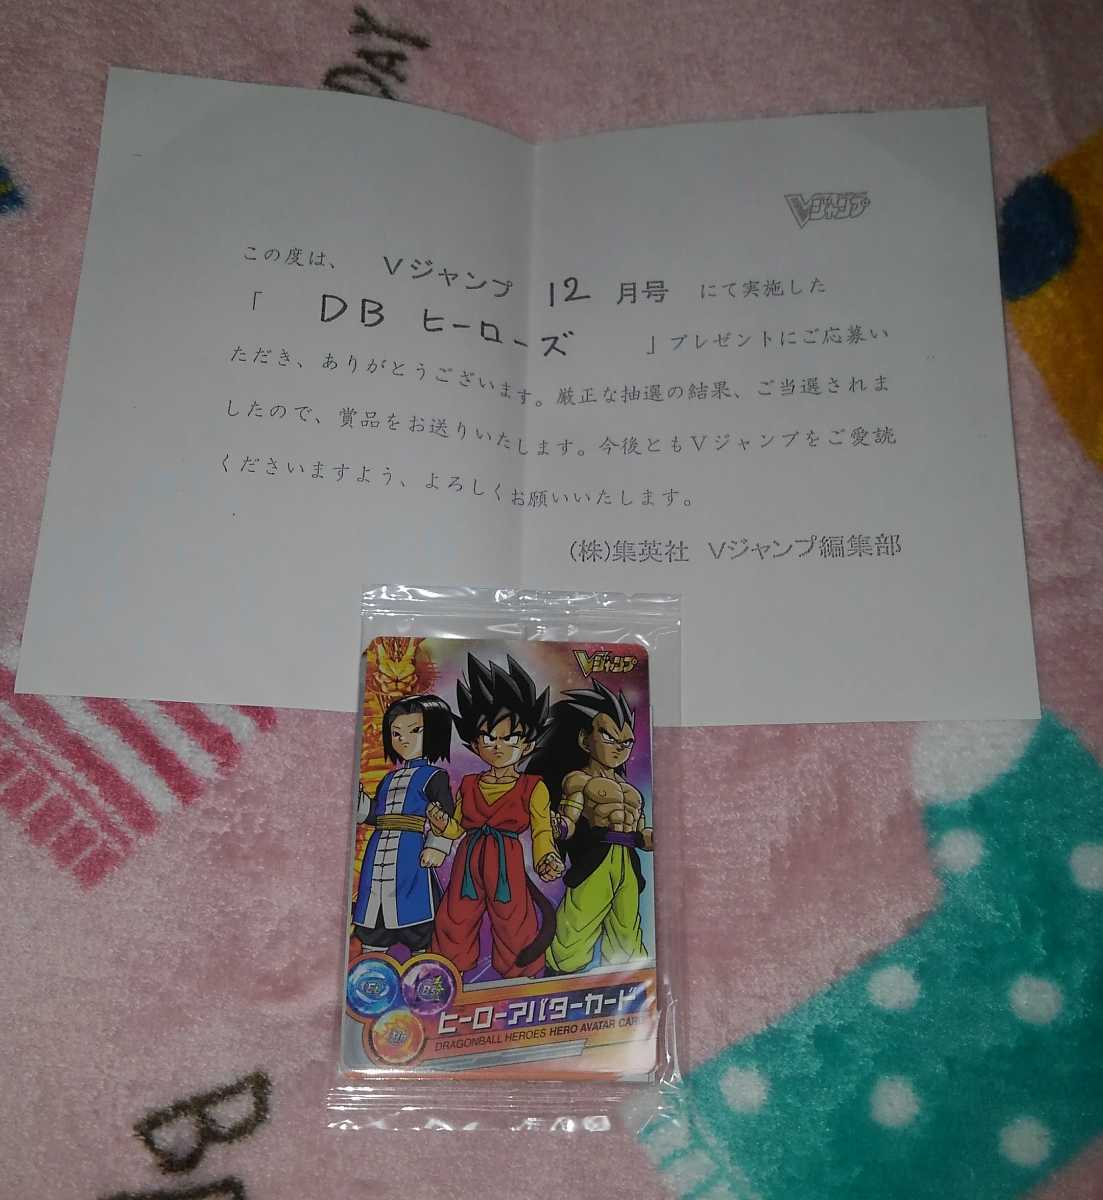 DAY
Vジャンプ
この度は、 Vジャンプ 12 月号 にて実施した
「 DB ヒーローズ 」プレゼントにご応募い
ただき、ありがとうございます。厳正な抽選の結果、ご当選されま
したので、賞品をお送りいたします。今後ともVジャンプをご愛読
くださいますよう、よろしくお願いいたします。
(株)集英社 Vジャンプ編集部
Vジャンプ
ヒーローアバターカード
DRAGONBALL HEROES HERO AVATAR CARD